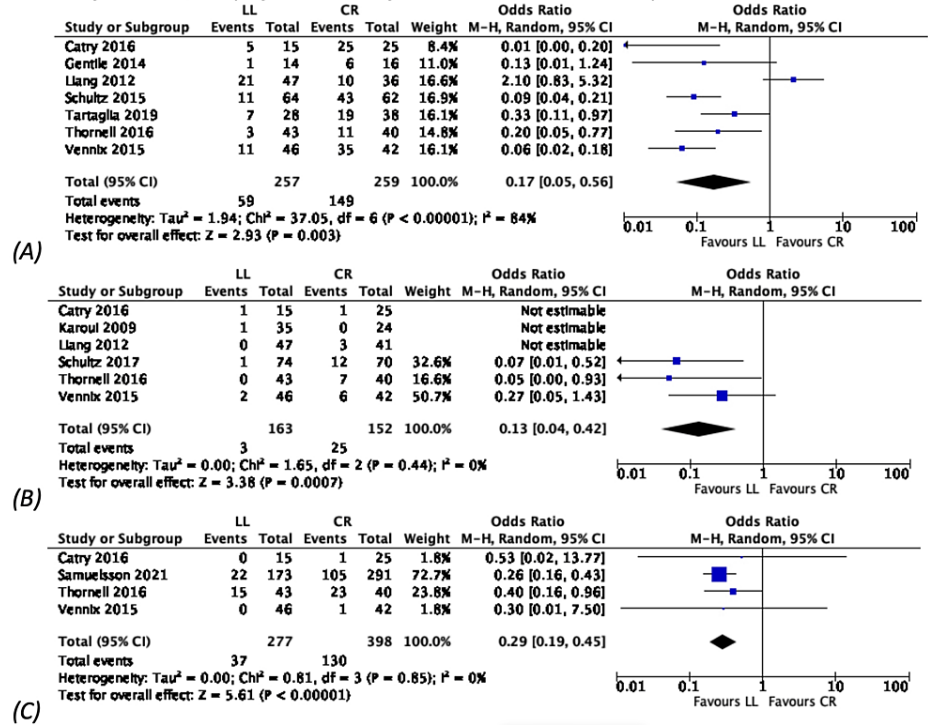 LL CR Odds Ratio Odds Ratio
Study or Subgroup Events Total Events Total Weight M-H, Random, 95% CI M-H, Random, 95% CI
Catry 2016 5 15 25 25 8.4% 0.01 [0.00, 0.20]
Gentile 2014 1 14 6 16 11.0% 0.13 [0.01, 1.24]
Liang 2012 21 47 10 36 16.6% 2.10 [0.83, 5.32]
Schultz 2015 11 64 43 62 16.9% 0.09 [0.04, 0.21]
Tartaglia 2019 7 28 19 38 16.1% 0.33 [0.11, 0.97]
Thornell 2016 3 43 11 40 14.8% 0.20 [0.05, 0.77]
Vennix 2015 11 46 35 42 16.1% 0.06 [0.02, 0.18]
Total (95% CI) 257 259 100.0% 0.17 [0.05, 0.56]
Total events 59 149
Heterogeneity: Tau² = 1.94; Chi² = 37.05, df = 6 (P < 0.00001); I² = 84%
Test for overall effect: Z = 2.93 (P = 0.003)
0.01 0.1 1 10 100
Favours LL Favours CR
(A)
LL CR Odds Ratio Odds Ratio
Study or Subgroup Events Total Events Total Weight M-H, Random, 95% CI M-H, Random, 95% CI
Catry 2016 1 15 1 25 Not estimable
Karoui 2009 1 35 0 24 Not estimable
Liang 2012 0 47 3 41 Not estimable
Schultz 2017 1 74 12 70 32.6% 0.07 [0.01, 0.52]
Thornell 2016 0 43 7 40 16.6% 0.05 [0.00, 0.93]
Vennix 2015 2 46 6 42 50.7% 0.27 [0.05, 1.43]
Total (95% CI) 163 152 100.0% 0.13 [0.04, 0.42]
Total events 3 25
Heterogeneity: Tau² = 0.00; Chi² = 1.65, df = 2 (P = 0.44); I² = 0%
Test for overall effect: Z = 3.38 (P = 0.0007)
0.01 0.1 1 10 100
Favours LL Favours CR
(B)
LL CR Odds Ratio Odds Ratio
Study or Subgroup Events Total Events Total Weight M-H, Random, 95% CI M-H, Random, 95% CI
Catry 2016 0 15 1 25 1.8% 0.53 [0.02, 13.77]
Samuelsson 2021 22 173 105 291 72.7% 0.26 [0.16, 0.43]
Thornell 2016 15 43 23 40 23.8% 0.40 [0.16, 0.96]
Vennix 2015 0 46 1 42 1.8% 0.30 [0.01, 7.50]
Total (95% CI) 277 398 100.0% 0.29 [0.19, 0.45]
Total events 37 130
Heterogeneity: Tau² = 0.00; Chi² = 0.81, df = 3 (P = 0.85); I² = 0%
Test for overall effect: Z = 5.61 (P < 0.00001)
0.01 0.1 1 10 100
Favours LL Favours CR
(C)